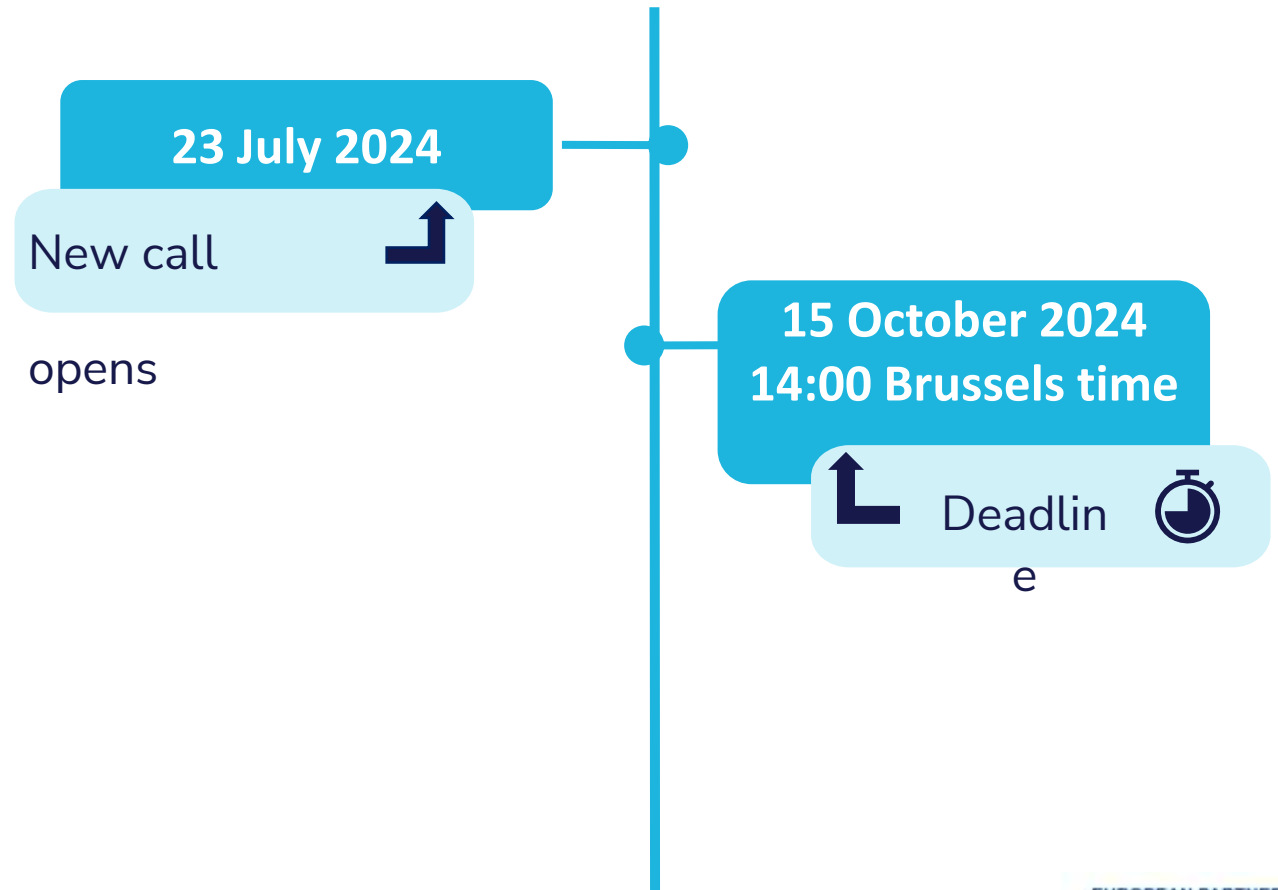 23 July 2024
New call
opens
15 October 2024
14:00 Brussels time
Deadlin
e